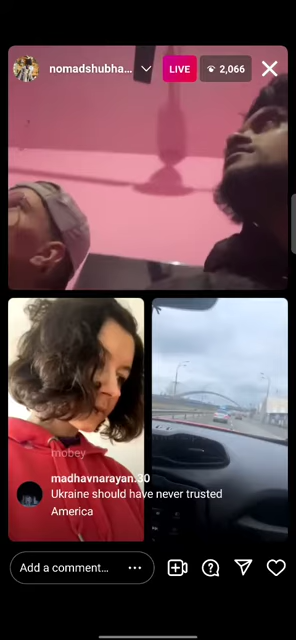 nomadshubha...
LIVE
2,066
mobey
madhavnarayan.30
Ukraine should have never trusted
America
Add a comment...